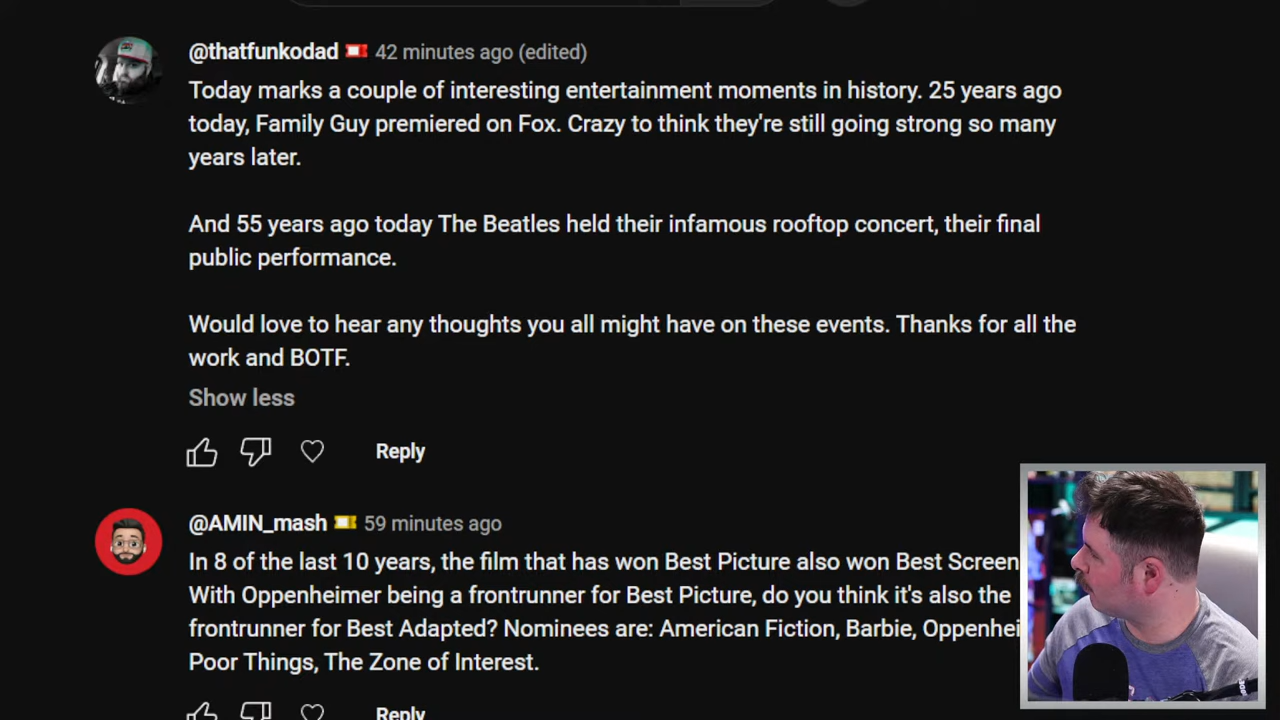 @thatfunkodad 42 minutes ago (edited)
Today marks a couple of interesting entertainment moments in history. 25 years ago
today, Family Guy premiered on Fox. Crazy to think they're still going strong so many
years later.
And 55 years ago today The Beatles held their infamous rooftop concert, their final
public performance.
Would love to hear any thoughts you all might have on these events. Thanks for all the
work and BOTF.
Show less
Reply
@AMIN_mash 59 minutes ago
In 8 of the last 10 years, the film that has won Best Picture also won Best Screen
With Oppenheimer being a frontrunner for Best Picture, do you think it's also the
frontrunner for Best Adapted? Nominees are: American Fiction, Barbie, Oppenhei
Poor Things, The Zone of Interest.
Reply